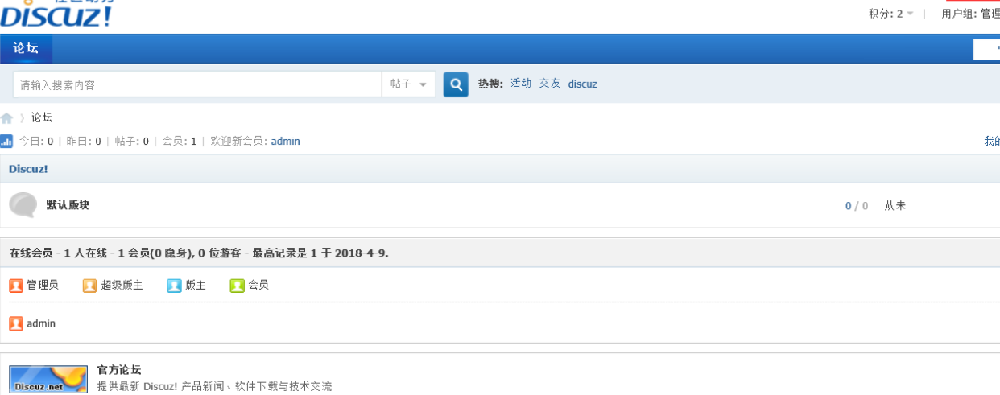 DISCUZ!
积分: 2 | 用户组: 管理
论坛
请输入搜索内容 帖子 热搜: 活动 交友 discuz
论坛
今日: 0 | 昨日: 0 | 帖子: 0 | 会员: 1 | 欢迎新会员: admin
我的
Discuz!
默认版块 0 / 0 从未
在线会员 - 1 人在线 - 1 会员(0 隐身), 0 位游客 - 最高记录是 1 于 2018-4-9.
管理员 超级版主 版主 会员
admin
Discuz.net
官方论坛
提供最新 Discuz! 产品新闻、软件下载与技术交流